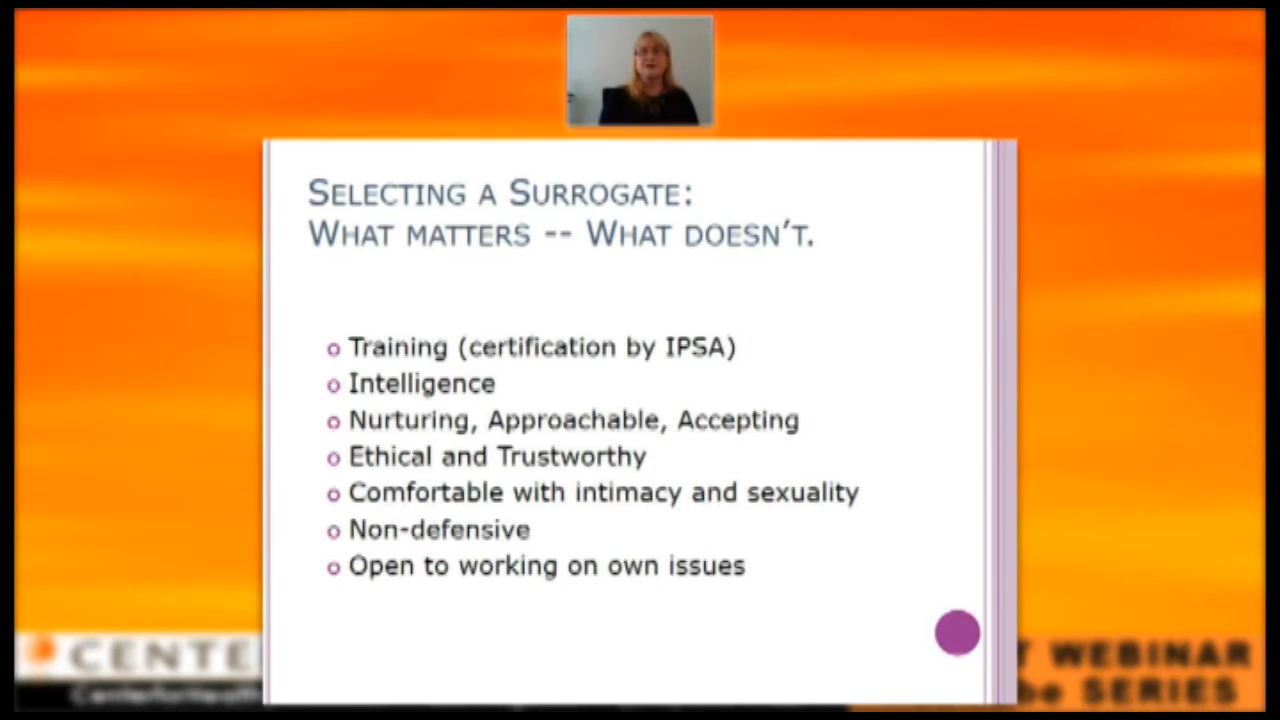 SELECTING A SURROGATE:
WHAT MATTERS -- WHAT DOESN'T.
o Training (certification by IPSA)
o Intelligence
o Nurturing, Approachable, Accepting
o Ethical and Trustworthy
o Comfortable with intimacy and sexuality
o Non-defensive
o Open to working on own issues
CENTE
T WEBINAR
be SERIES